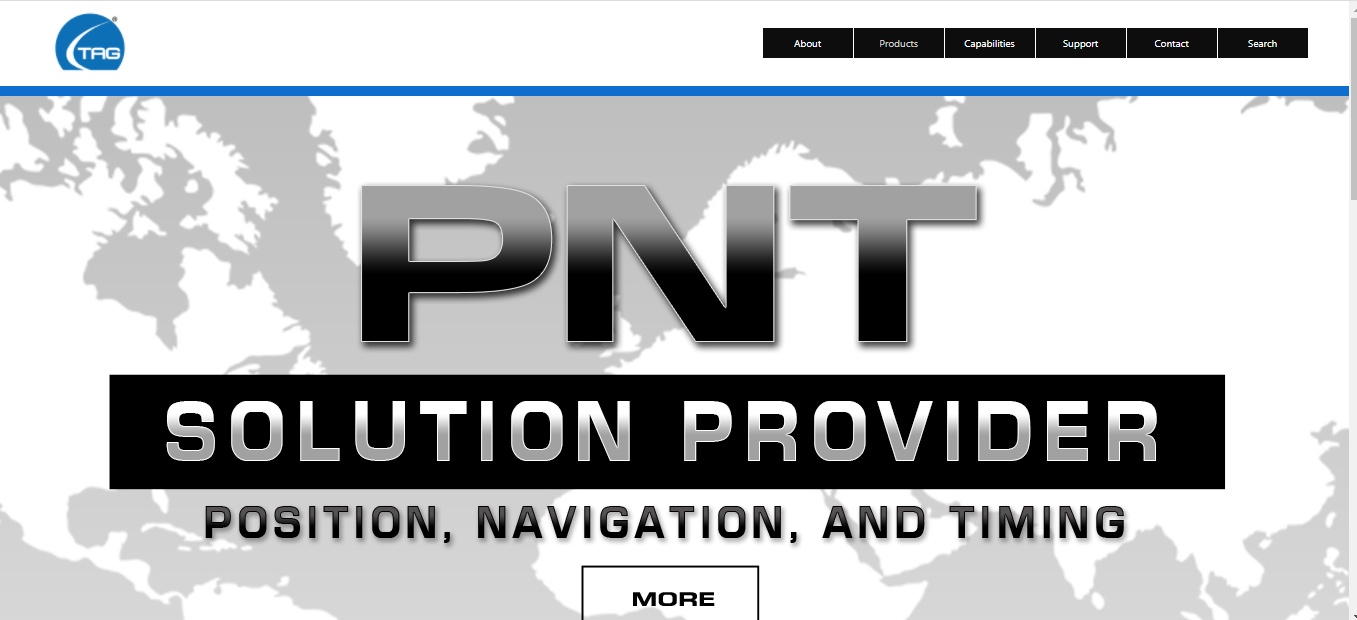 TAG®
About
Products
Capabilities
Support
Contact
Search
PNT
SOLUTION PROVIDER
POSITION, NAVIGATION, AND TIMING
MORE